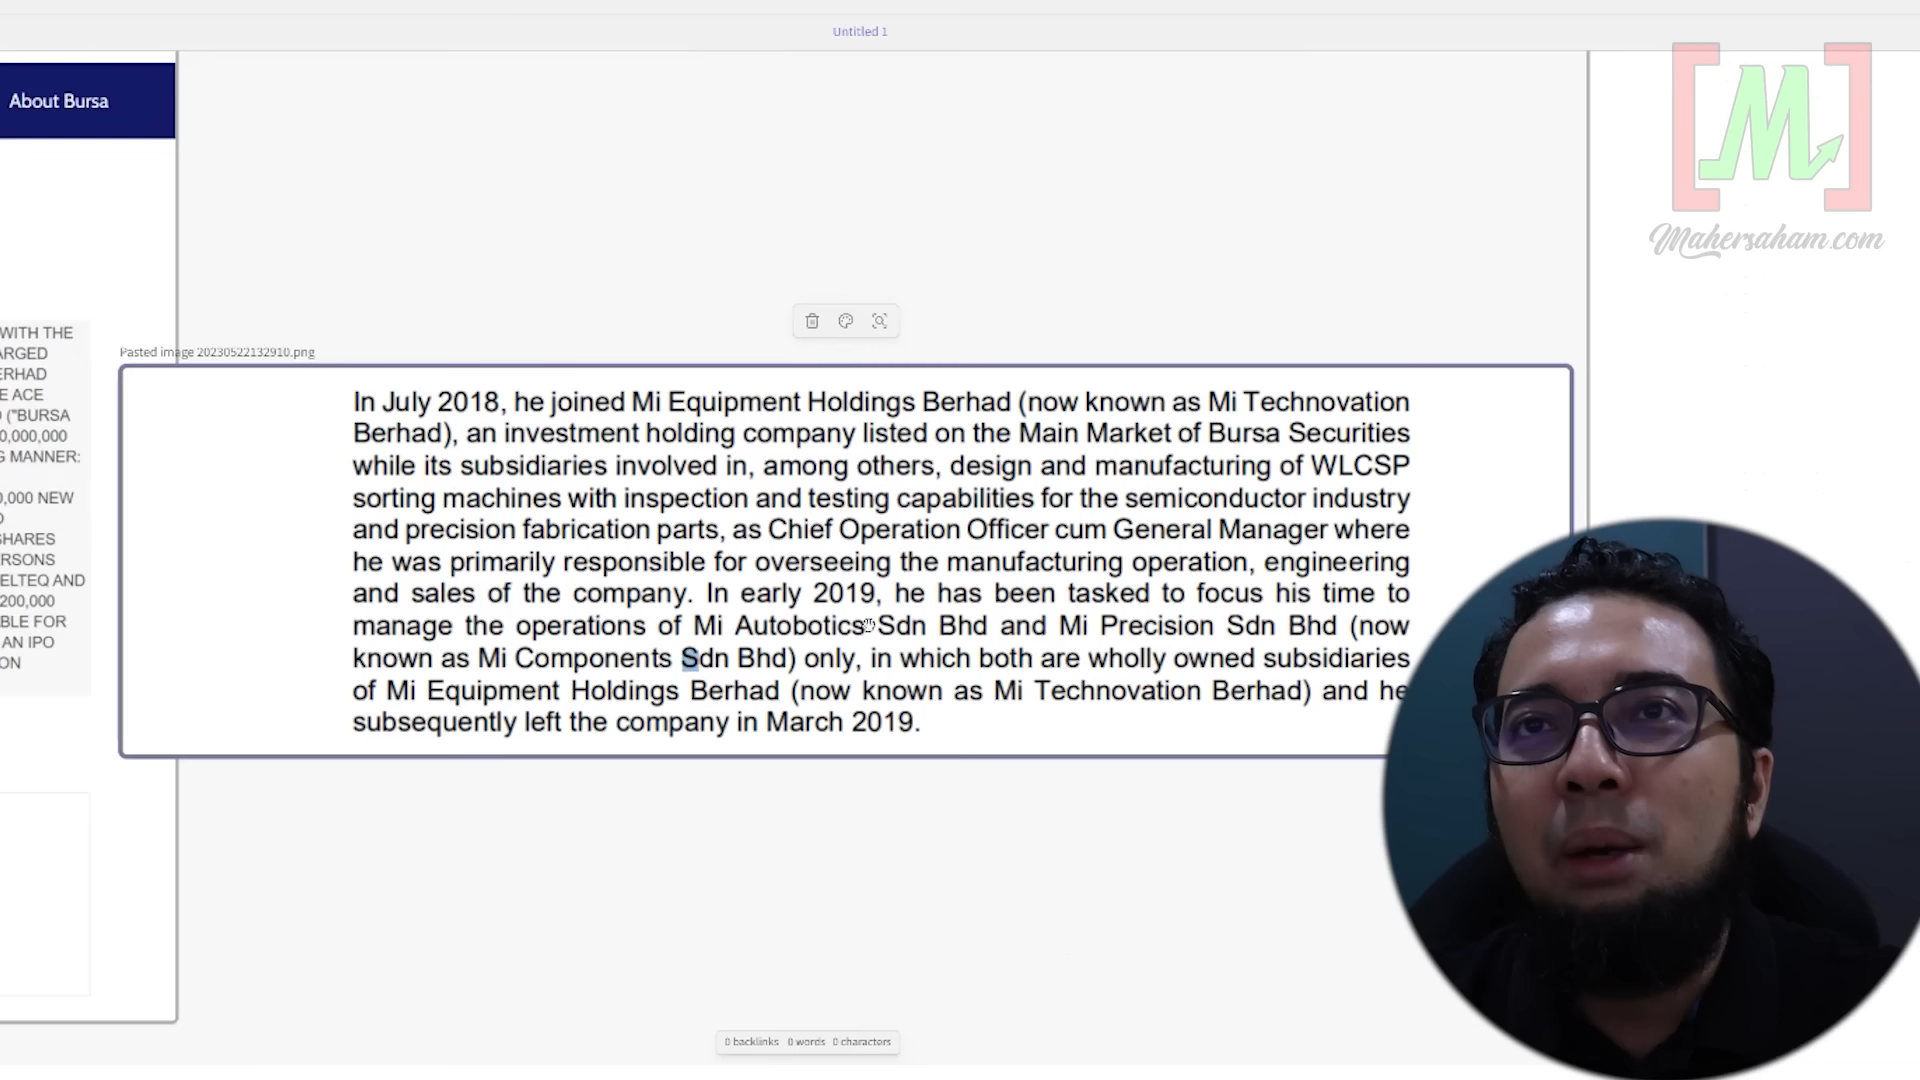 Untitled 1
About Bursa
Mahersaham.com
WITH THE
ARGED
ERHAD
E ACE
("BURSA
0,000,000
G MANNER:
0,000 NEW
SHARES
RSONS
ELTEQ AND
200,000
BLE FOR
AN IPO
ON
Pasted image 20230522132910.png
In July 2018, he joined Mi Equipment Holdings Berhad (now known as Mi Technovation
Berhad), an investment holding company listed on the Main Market of Bursa Securities
while its subsidiaries involved in, among others, design and manufacturing of WLCSP
sorting machines with inspection and testing capabilities for the semiconductor industry
and precision fabrication parts, as Chief Operation Officer cum General Manager where
he was primarily responsible for overseeing the manufacturing operation, engineering
and sales of the company. In early 2019, he has been tasked to focus his time to
manage the operations of Mi Autobotics Sdn Bhd and Mi Precision Sdn Bhd (now
known as Mi Components Sdn Bhd) only, in which both are wholly owned subsidiaries
of Mi Equipment Holdings Berhad (now known as Mi Technovation Berhad) and he
subsequently left the company in March 2019.
0 backlinks 0 words 0 characters